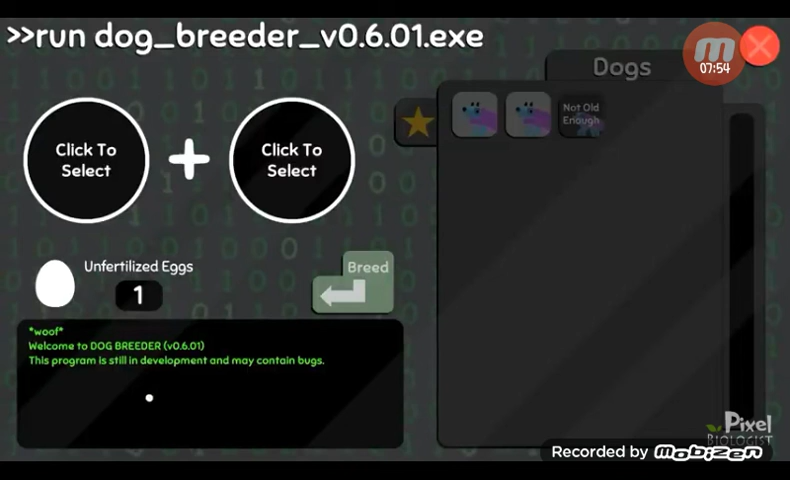 >>run dog_breeder_v0.6.01.exe
07:54
Dogs
Click To
Select
Click To
Select
Not Old
Enough
Unfertilized Eggs
1
Breed
*woof*
Welcome to DOG BREEDER (v0.6.01)
This program is still in development and may contain bugs.
Pixel
BIOLOGIST
Recorded by mobizen